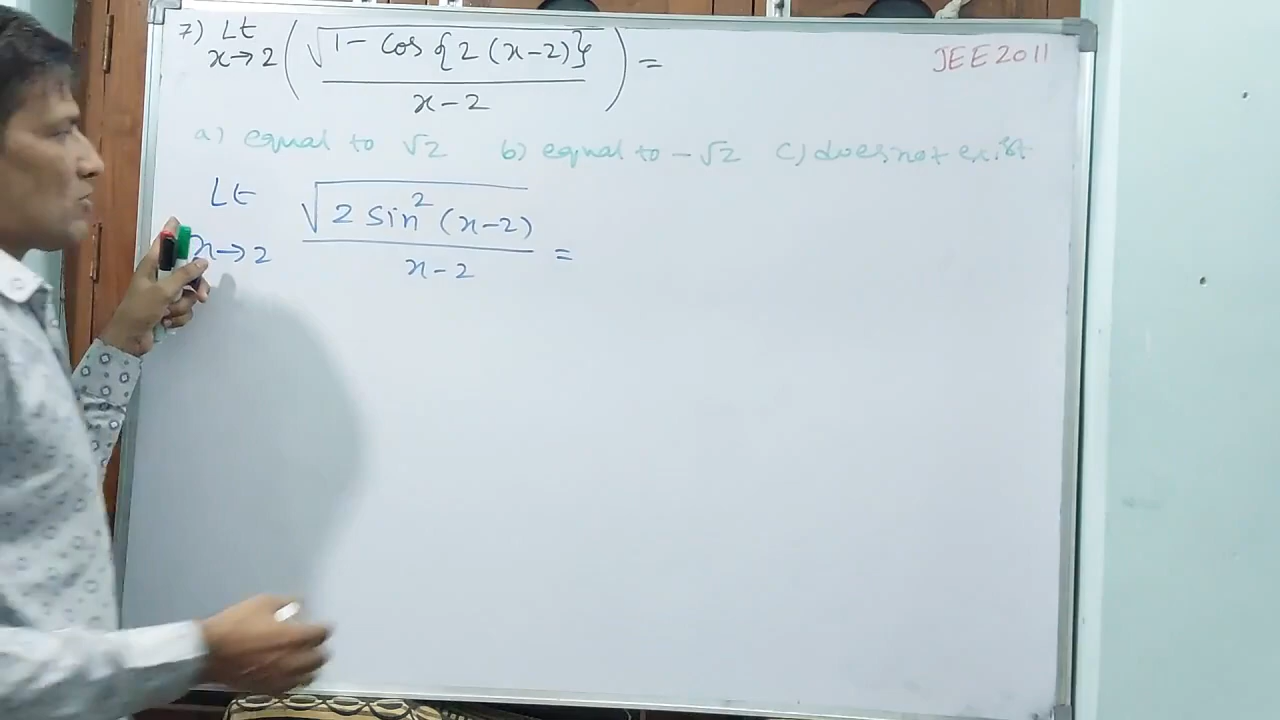 7) Lt x→2 ( √1 - cos {2 (x-2)} / x-2 ) =
JEE 2011
a) equal to √2 b) equal to -√2 c) does not exist
Lt x→2 √2 sin² (x-2) / x-2 =